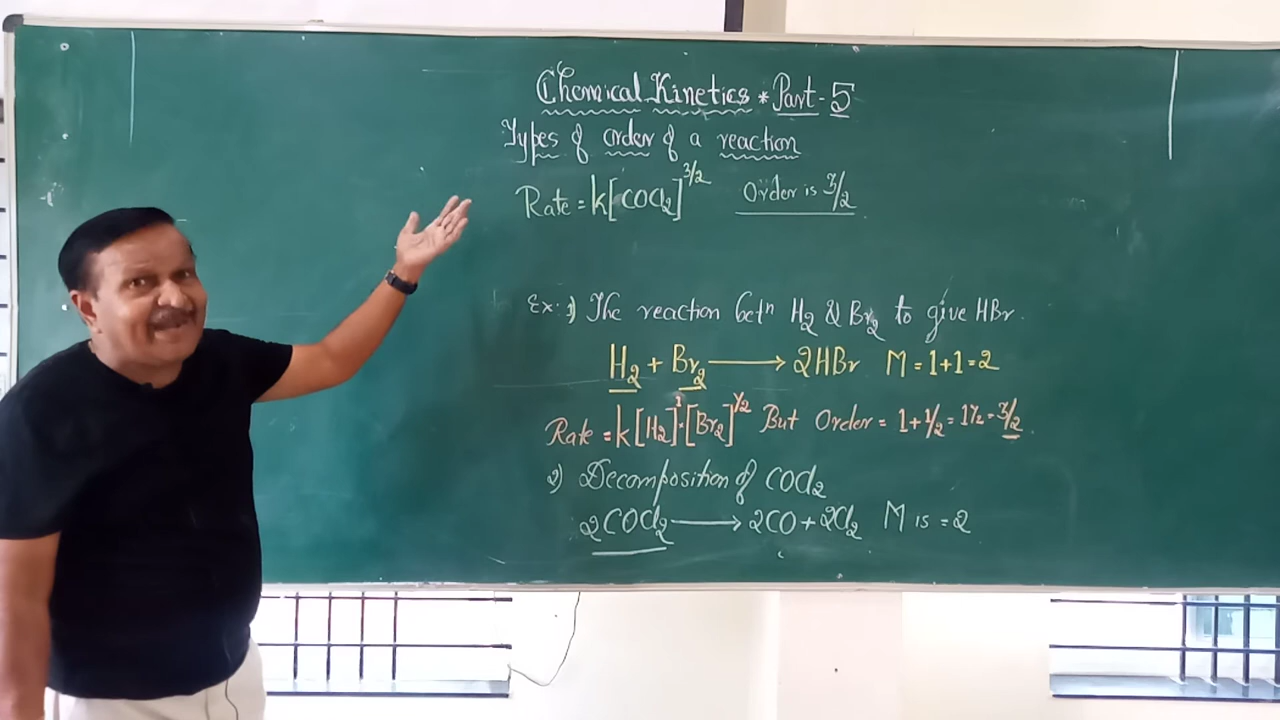 Chemical Kinetics * Part - 5
Types of order of a reaction
Rate = k[COCl₂]^3/2 Order is 3/2
Ex. 1) The reaction betⁿ H₂ & Br₂ to give HBr.
H₂ + Br₂ ⟶ 2HBr M = 1+1=2
Rate = k[H₂]¹·[Br₂]^1/2 But Order = 1+1/2 = 1½ = 3/2.
2) Decomposition of COCl₂
2COCl₂ ⟶ 2CO + 2Cl₂ M is = 2